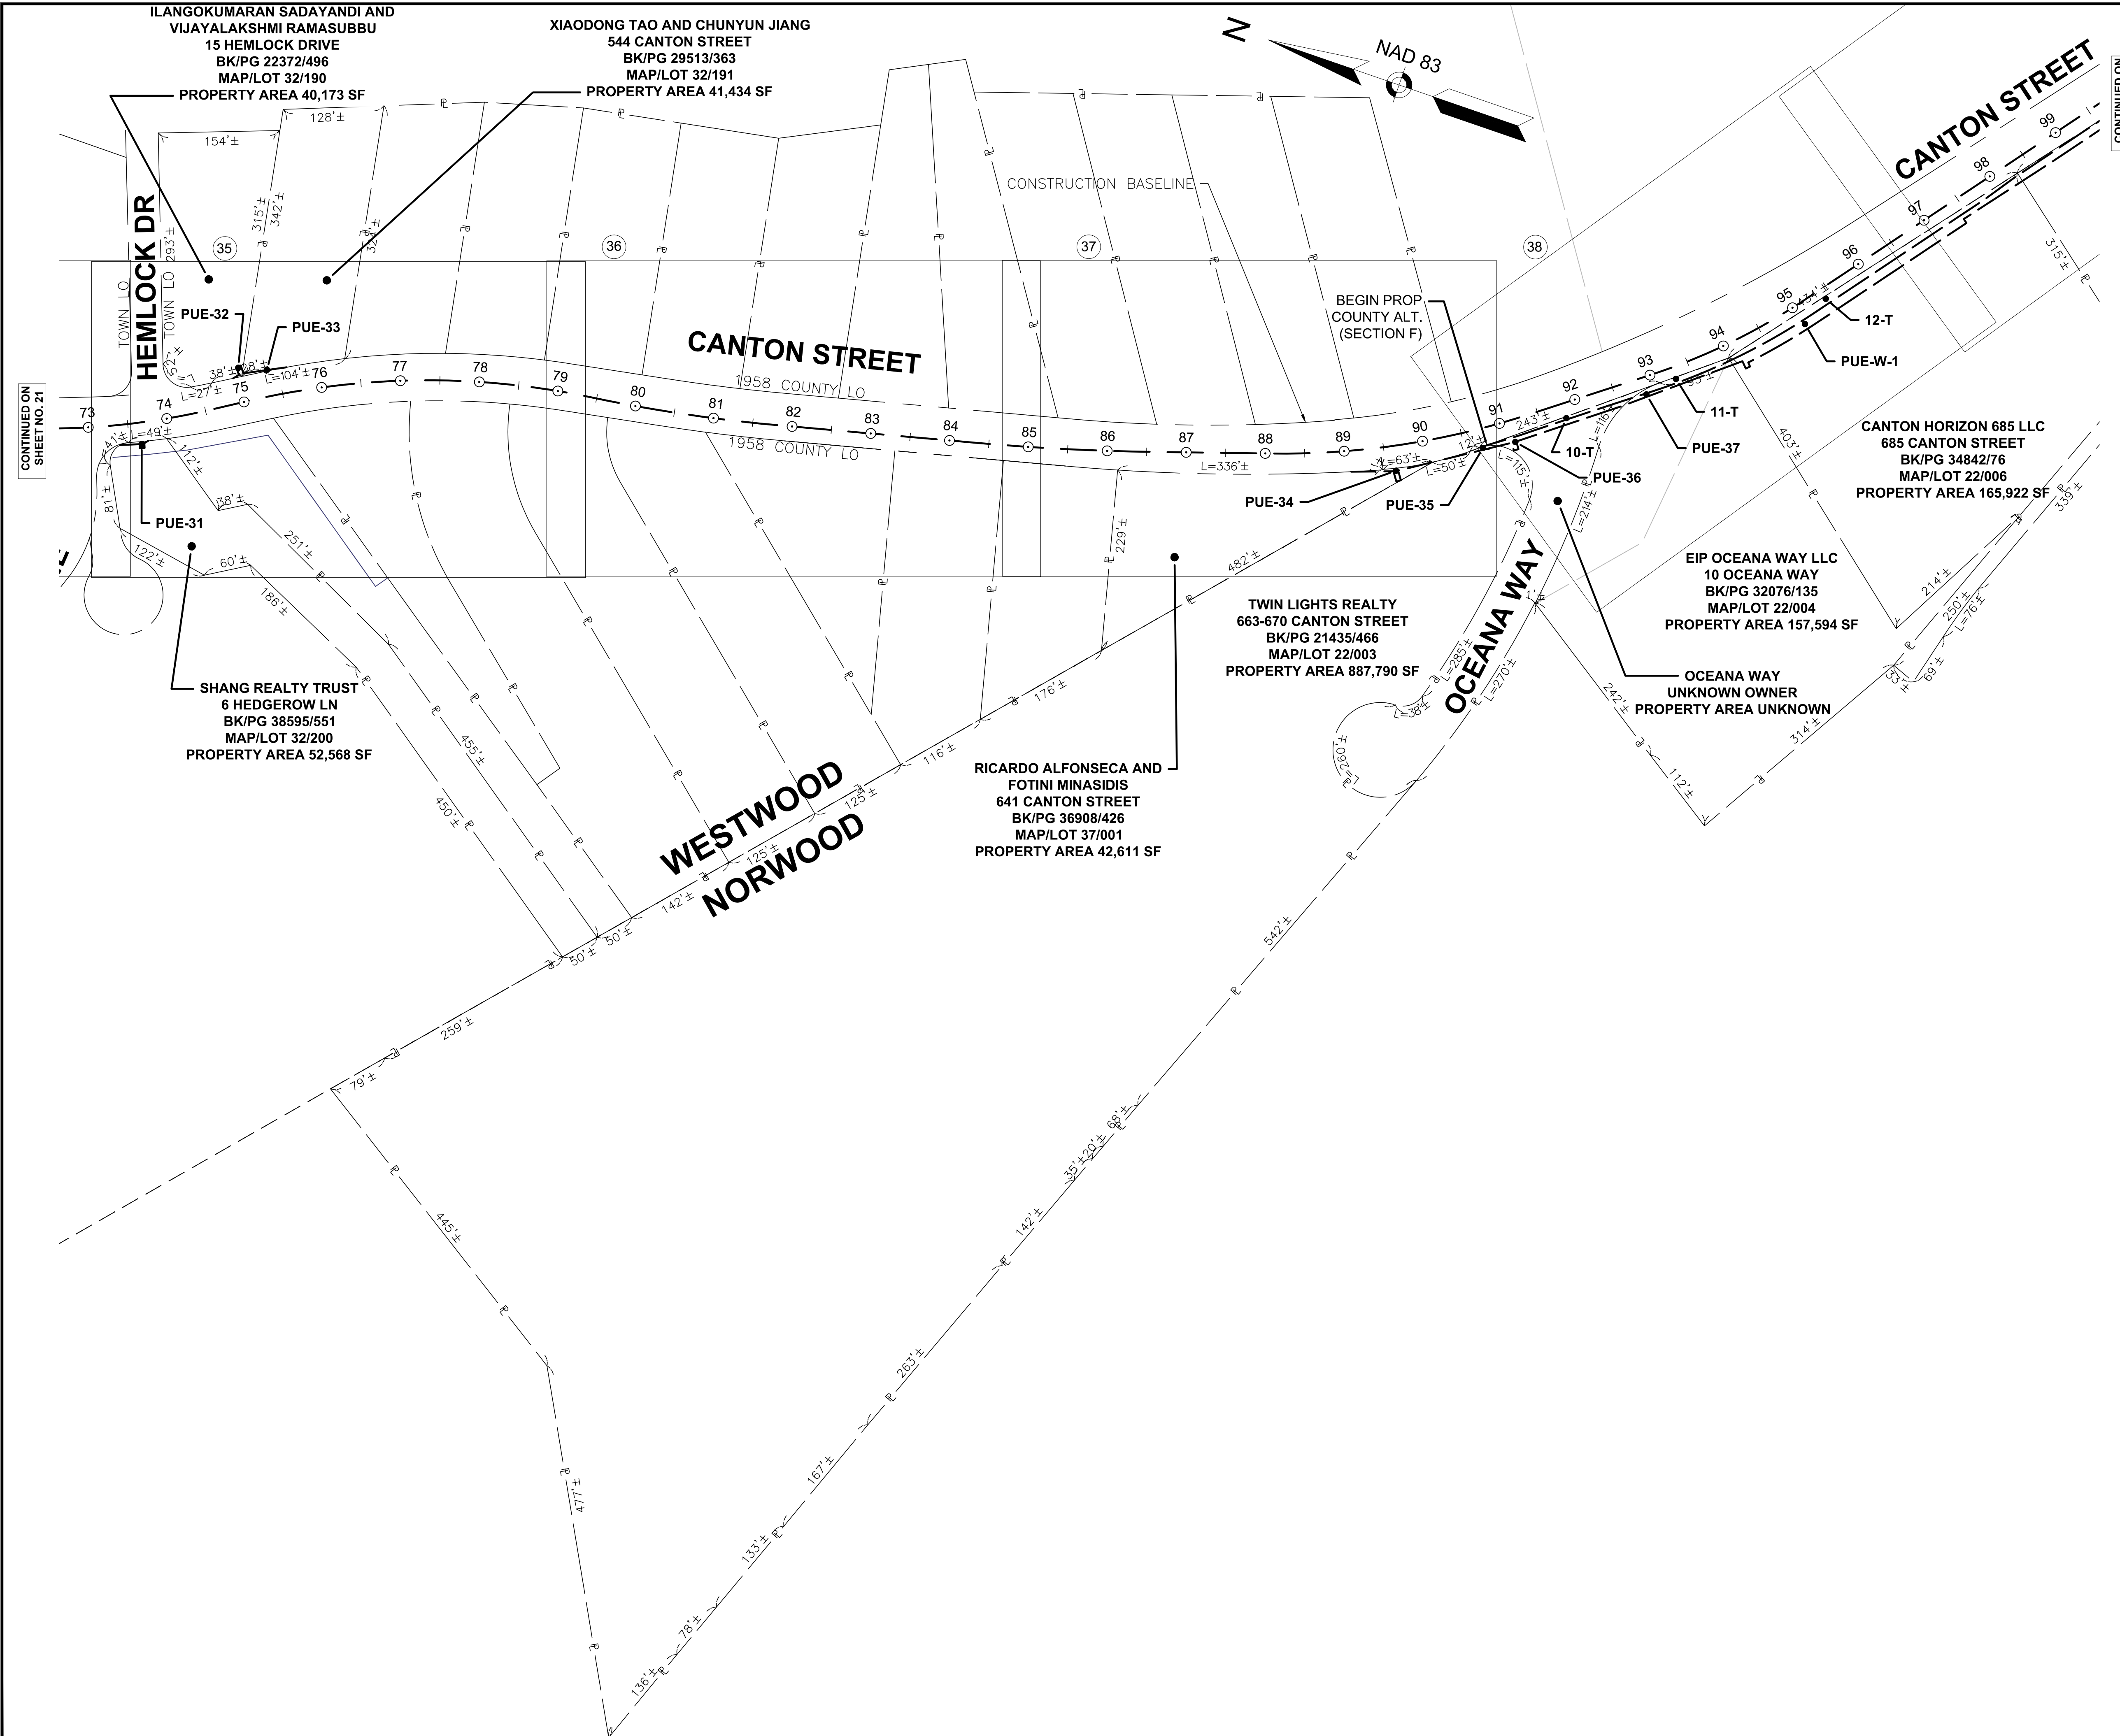 ILANGOKUMARAN SADAYANDI AND
VIJAYALAKSHMI RAMASUBBU
15 HEMLOCK DRIVE
BK/PG 22372/496
MAP/LOT 32/190
PROPERTY AREA 40,173 SF
XIAODONG TAO AND CHUNYUN JIANG
544 CANTON STREET
BK/PG 29513/363
MAP/LOT 32/191
PROPERTY AREA 41,434 SF
N
NAD 83
CANTON STREET
CONTINUED ON
128'±
154'±
315'±
342'±
HEMLOCK DR
TOWN LO
TOWN LO 293'±
CONSTRUCTION BASELINE
35
36
37
38
PUE-32
PUE-33
L=52'±
38'±
28'±
L=27'±
L=104'±
CANTON STREET
1958 COUNTY LO
1958 COUNTY LO
BEGIN PROP
COUNTY ALT.
(SECTION F)
73
74
75
76
77
78
79
80
81
82
83
84
85
86
87
88
89
90
91
92
93
94
95
96
97
98
99
315'±
434'±
12-T
PUE-W-1
11-T
PUE-37
10-T
PUE-36
PUE-35
PUE-34
243'±
12'±
L=63'±
L=50'±
L=336'±
L=115'±
L=116'±
L=214'±
403'±
CONTINUED ON
SHEET NO. 21
L=41'±
L=49'±
81'±
PUE-31
112'±
38'±
251'±
122'±
60'±
186'±
229'±
482'±
CANTON HORIZON 685 LLC
685 CANTON STREET
BK/PG 34842/76
MAP/LOT 22/006
PROPERTY AREA 165,922 SF
339'±
214'±
250'±
L=76'±
33'±
69'±
EIP OCEANA WAY LLC
10 OCEANA WAY
BK/PG 32076/135
MAP/LOT 22/004
PROPERTY AREA 157,594 SF
TWIN LIGHTS REALTY
663-670 CANTON STREET
BK/PG 21435/466
MAP/LOT 22/003
PROPERTY AREA 887,790 SF
OCEANA WAY
1'±
L=285'±
L=270'±
L=38'±
L=260'±
OCEANA WAY
UNKNOWN OWNER
PROPERTY AREA UNKNOWN
242'±
314'±
112'±
SHANG REALTY TRUST
6 HEDGEROW LN
BK/PG 38595/551
MAP/LOT 32/200
PROPERTY AREA 52,568 SF
455'±
450'±
176'±
116'±
125'±
125'±
142'±
50'±
50'±
WESTWOOD
NORWOOD
RICARDO ALFONSECA AND
FOTINI MINASIDIS
641 CANTON STREET
BK/PG 36908/426
MAP/LOT 37/001
PROPERTY AREA 42,611 SF
259'±
79'±
542'±
68'±
20'±
35'±
142'±
445'±
263'±
477'±
167'±
133'±
78'±
136'±